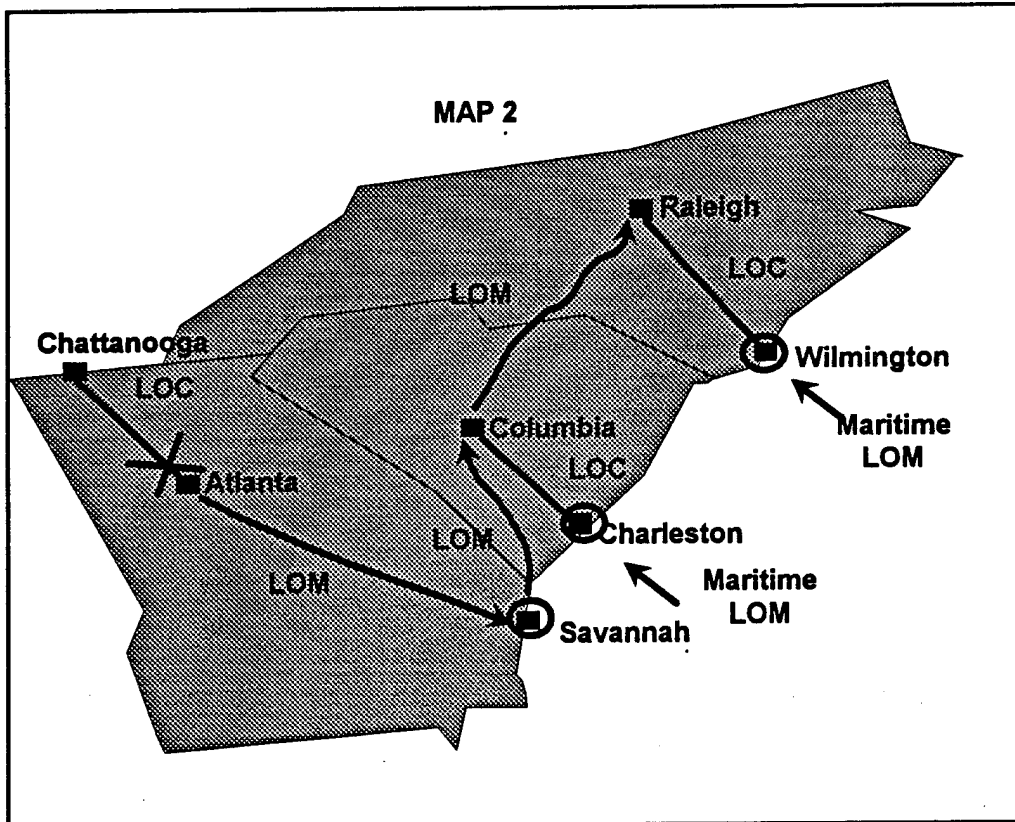 MAP 2
Raleigh
LOC
LOM
Chattanooga
LOC
Wilmington
Maritime
LOM
Columbia
LOC
Atlanta
Charleston
LOM
LOM
Maritime
LOM
Savannah